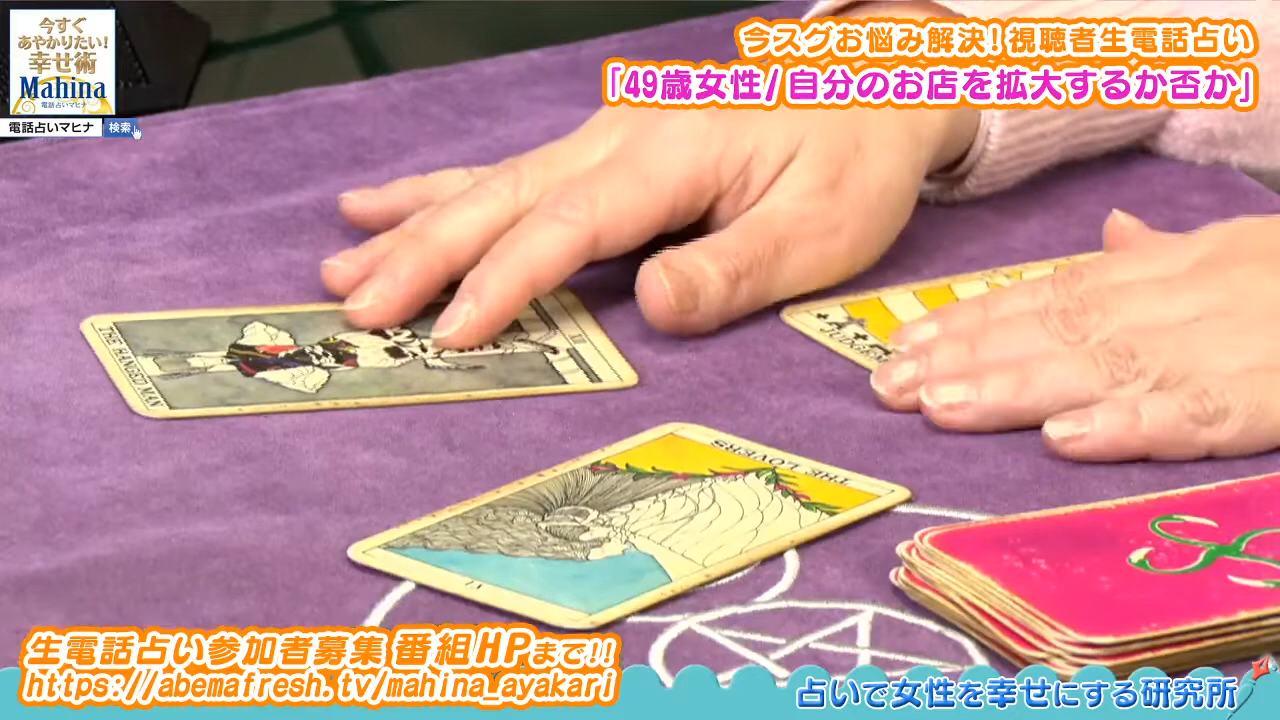 今すぐ
あやかりたい!
幸せ術
Mahina
電話占いマヒナ
電話占いマヒナ 検索
今スグお悩み解決!視聴者生電話占い
「49歳女性/自分のお店を拡大するか否か」
THE HANGED MAN
XII
THE LOVERS
VI
生電話占い参加者募集 番組HPまで!!
https://abemafresh.tv/mahina_ayakari
占いで女性を幸せにする研究所